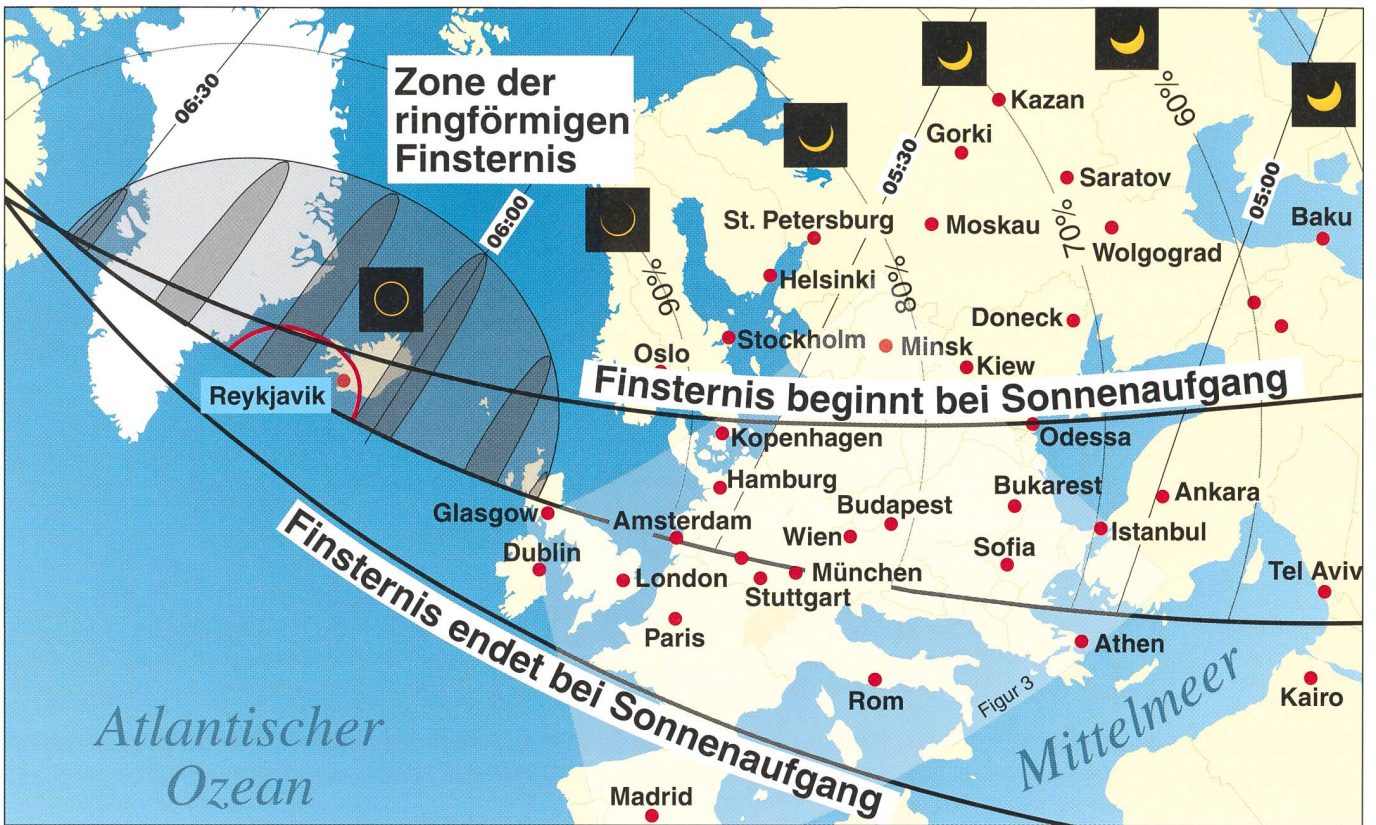 06:30
Zone der
ringförmigen
Finsternis
06:00
90%
80%
05:30
70%
60%
05:00
Kazan
Gorki
Saratov
St. Petersburg
Moskau
Wolgograd
Baku
Helsinki
Doneck
Stockholm
Minsk
Oslo
Kiew
Reykjavik
Finsternis beginnt bei Sonnenaufgang
Kopenhagen
Odessa
Hamburg
Bukarest
Ankara
Budapest
Glasgow
Amsterdam
Wien
Istanbul
Dublin
Sofia
London
München
Tel Aviv
Stuttgart
Paris
Athen
Finsternis endet bei Sonnenaufgang
Rom
Figur 3
Kairo
Atlantischer
Ozean
Mittelmeer
Madrid